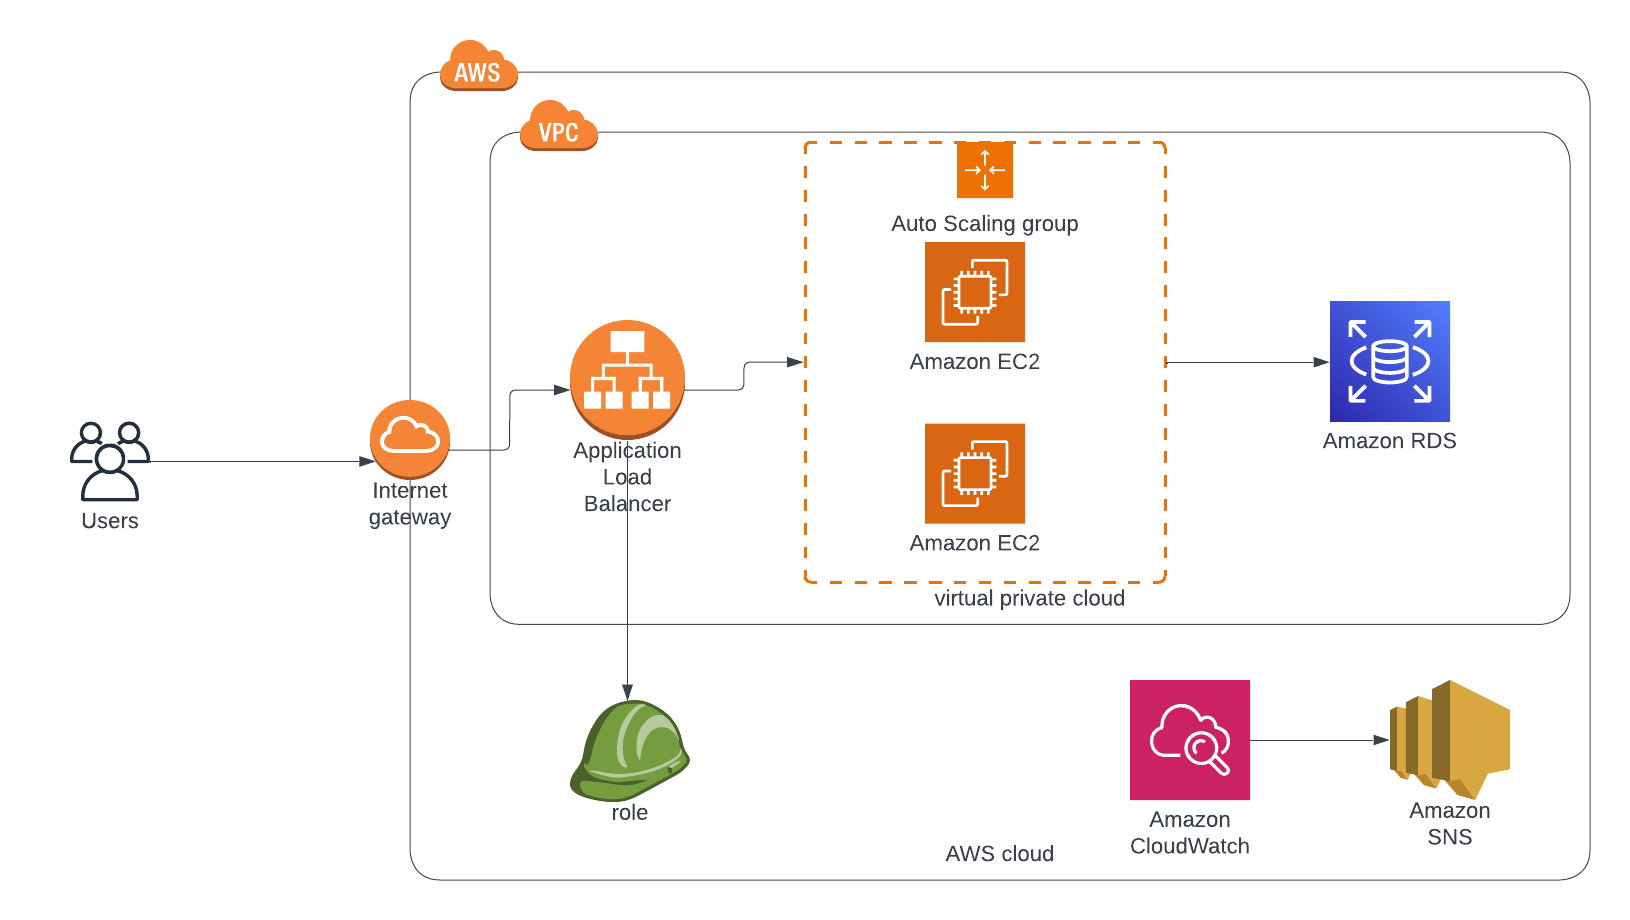 AWS
VPC
Auto Scaling group
Amazon EC2
Amazon RDS
Application
Load
Balancer
Internet
gateway
Users
Amazon EC2
virtual private cloud
role
Amazon
CloudWatch
Amazon
SNS
AWS cloud